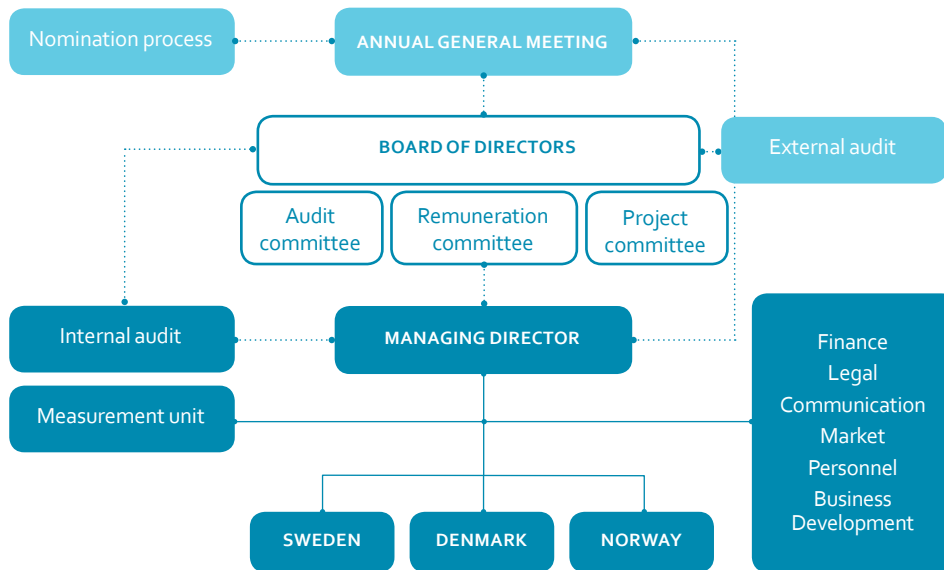 Nomination process
ANNUAL GENERAL MEETING
BOARD OF DIRECTORS
External audit
Audit
committee
Remuneration
committee
Project
committee
Internal audit
MANAGING DIRECTOR
Finance
Legal
Communication
Market
Personnel
Business
Development
Measurement unit
SWEDEN
DENMARK
NORWAY